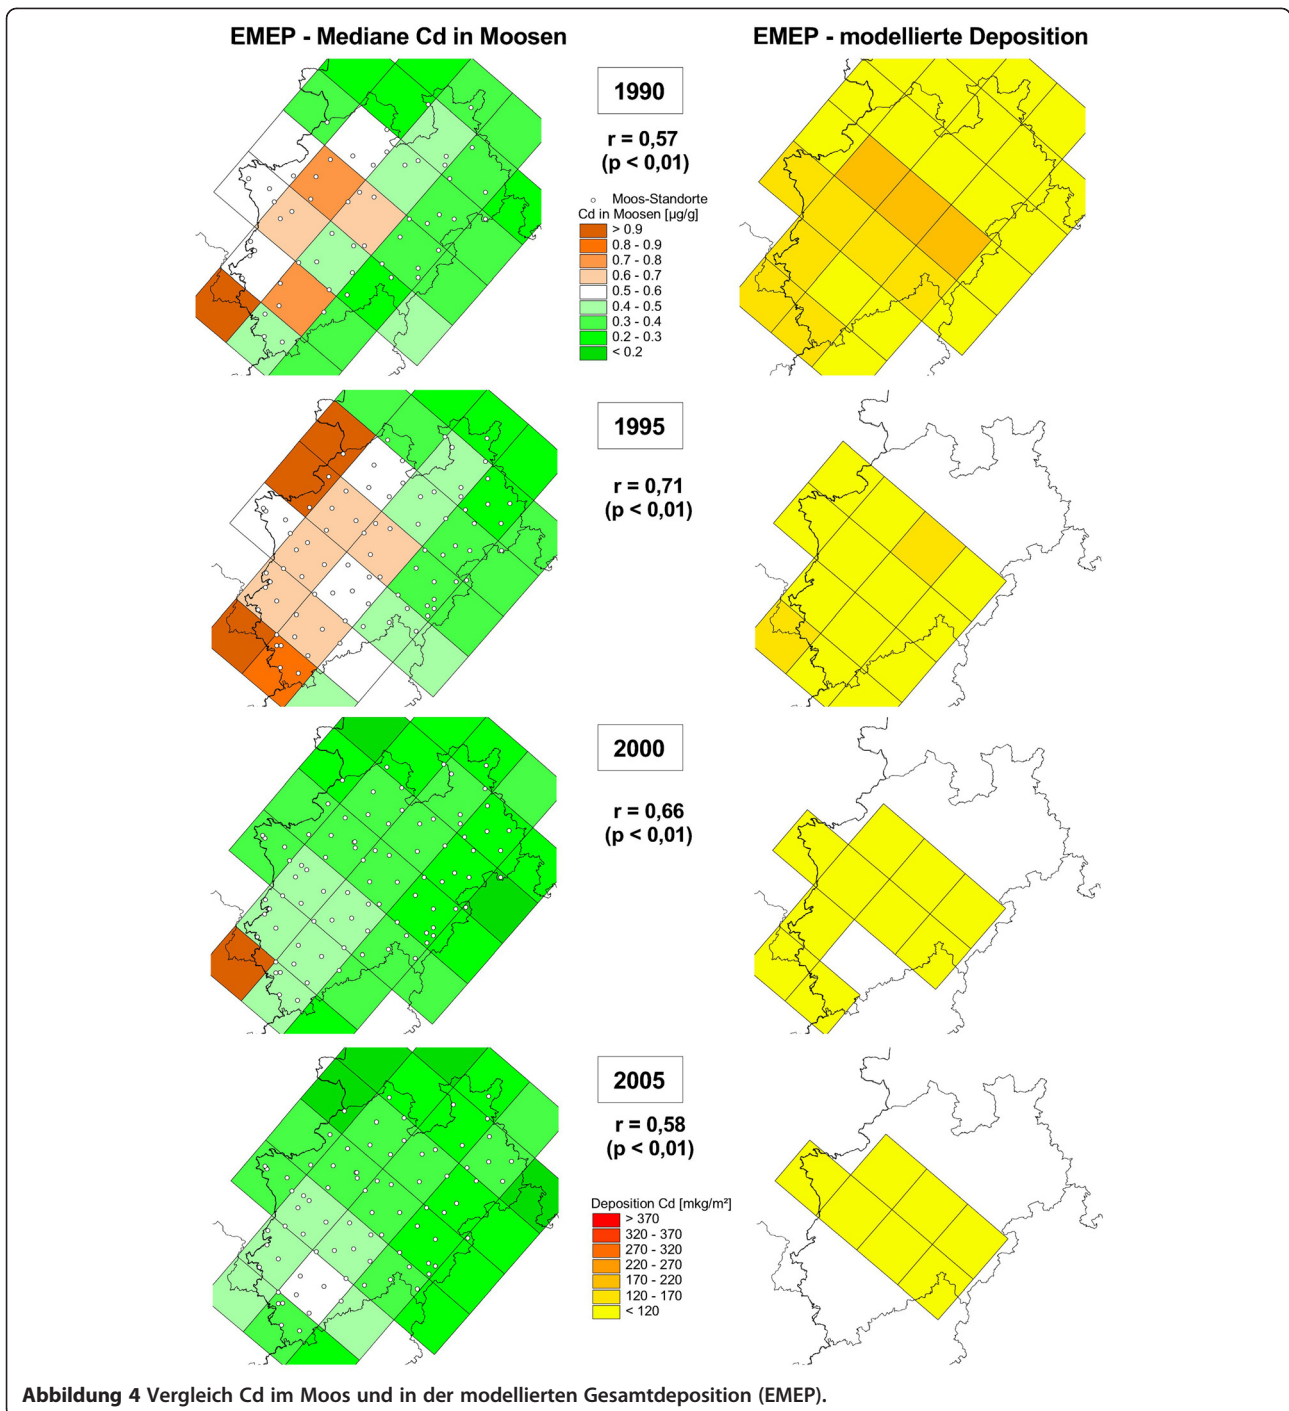 EMEP - Mediane Cd in Moosen
EMEP - modellierte Deposition
1990
r = 0,57
(p < 0,01)
Moos-Standorte
Cd in Moosen [µg/g]
> 0.9
0.8 - 0.9
0.7 - 0.8
0.6 - 0.7
0.5 - 0.6
0.4 - 0.5
0.3 - 0.4
0.2 - 0.3
< 0.2
1995
r = 0,71
(p < 0,01)
2000
r = 0,66
(p < 0,01)
2005
r = 0,58
(p < 0,01)
Deposition Cd [mkg/m²]
> 370
320 - 370
270 - 320
220 - 270
170 - 220
120 - 170
< 120
Abbildung 4 Vergleich Cd im Moos und in der modellierten Gesamtdeposition (EMEP).